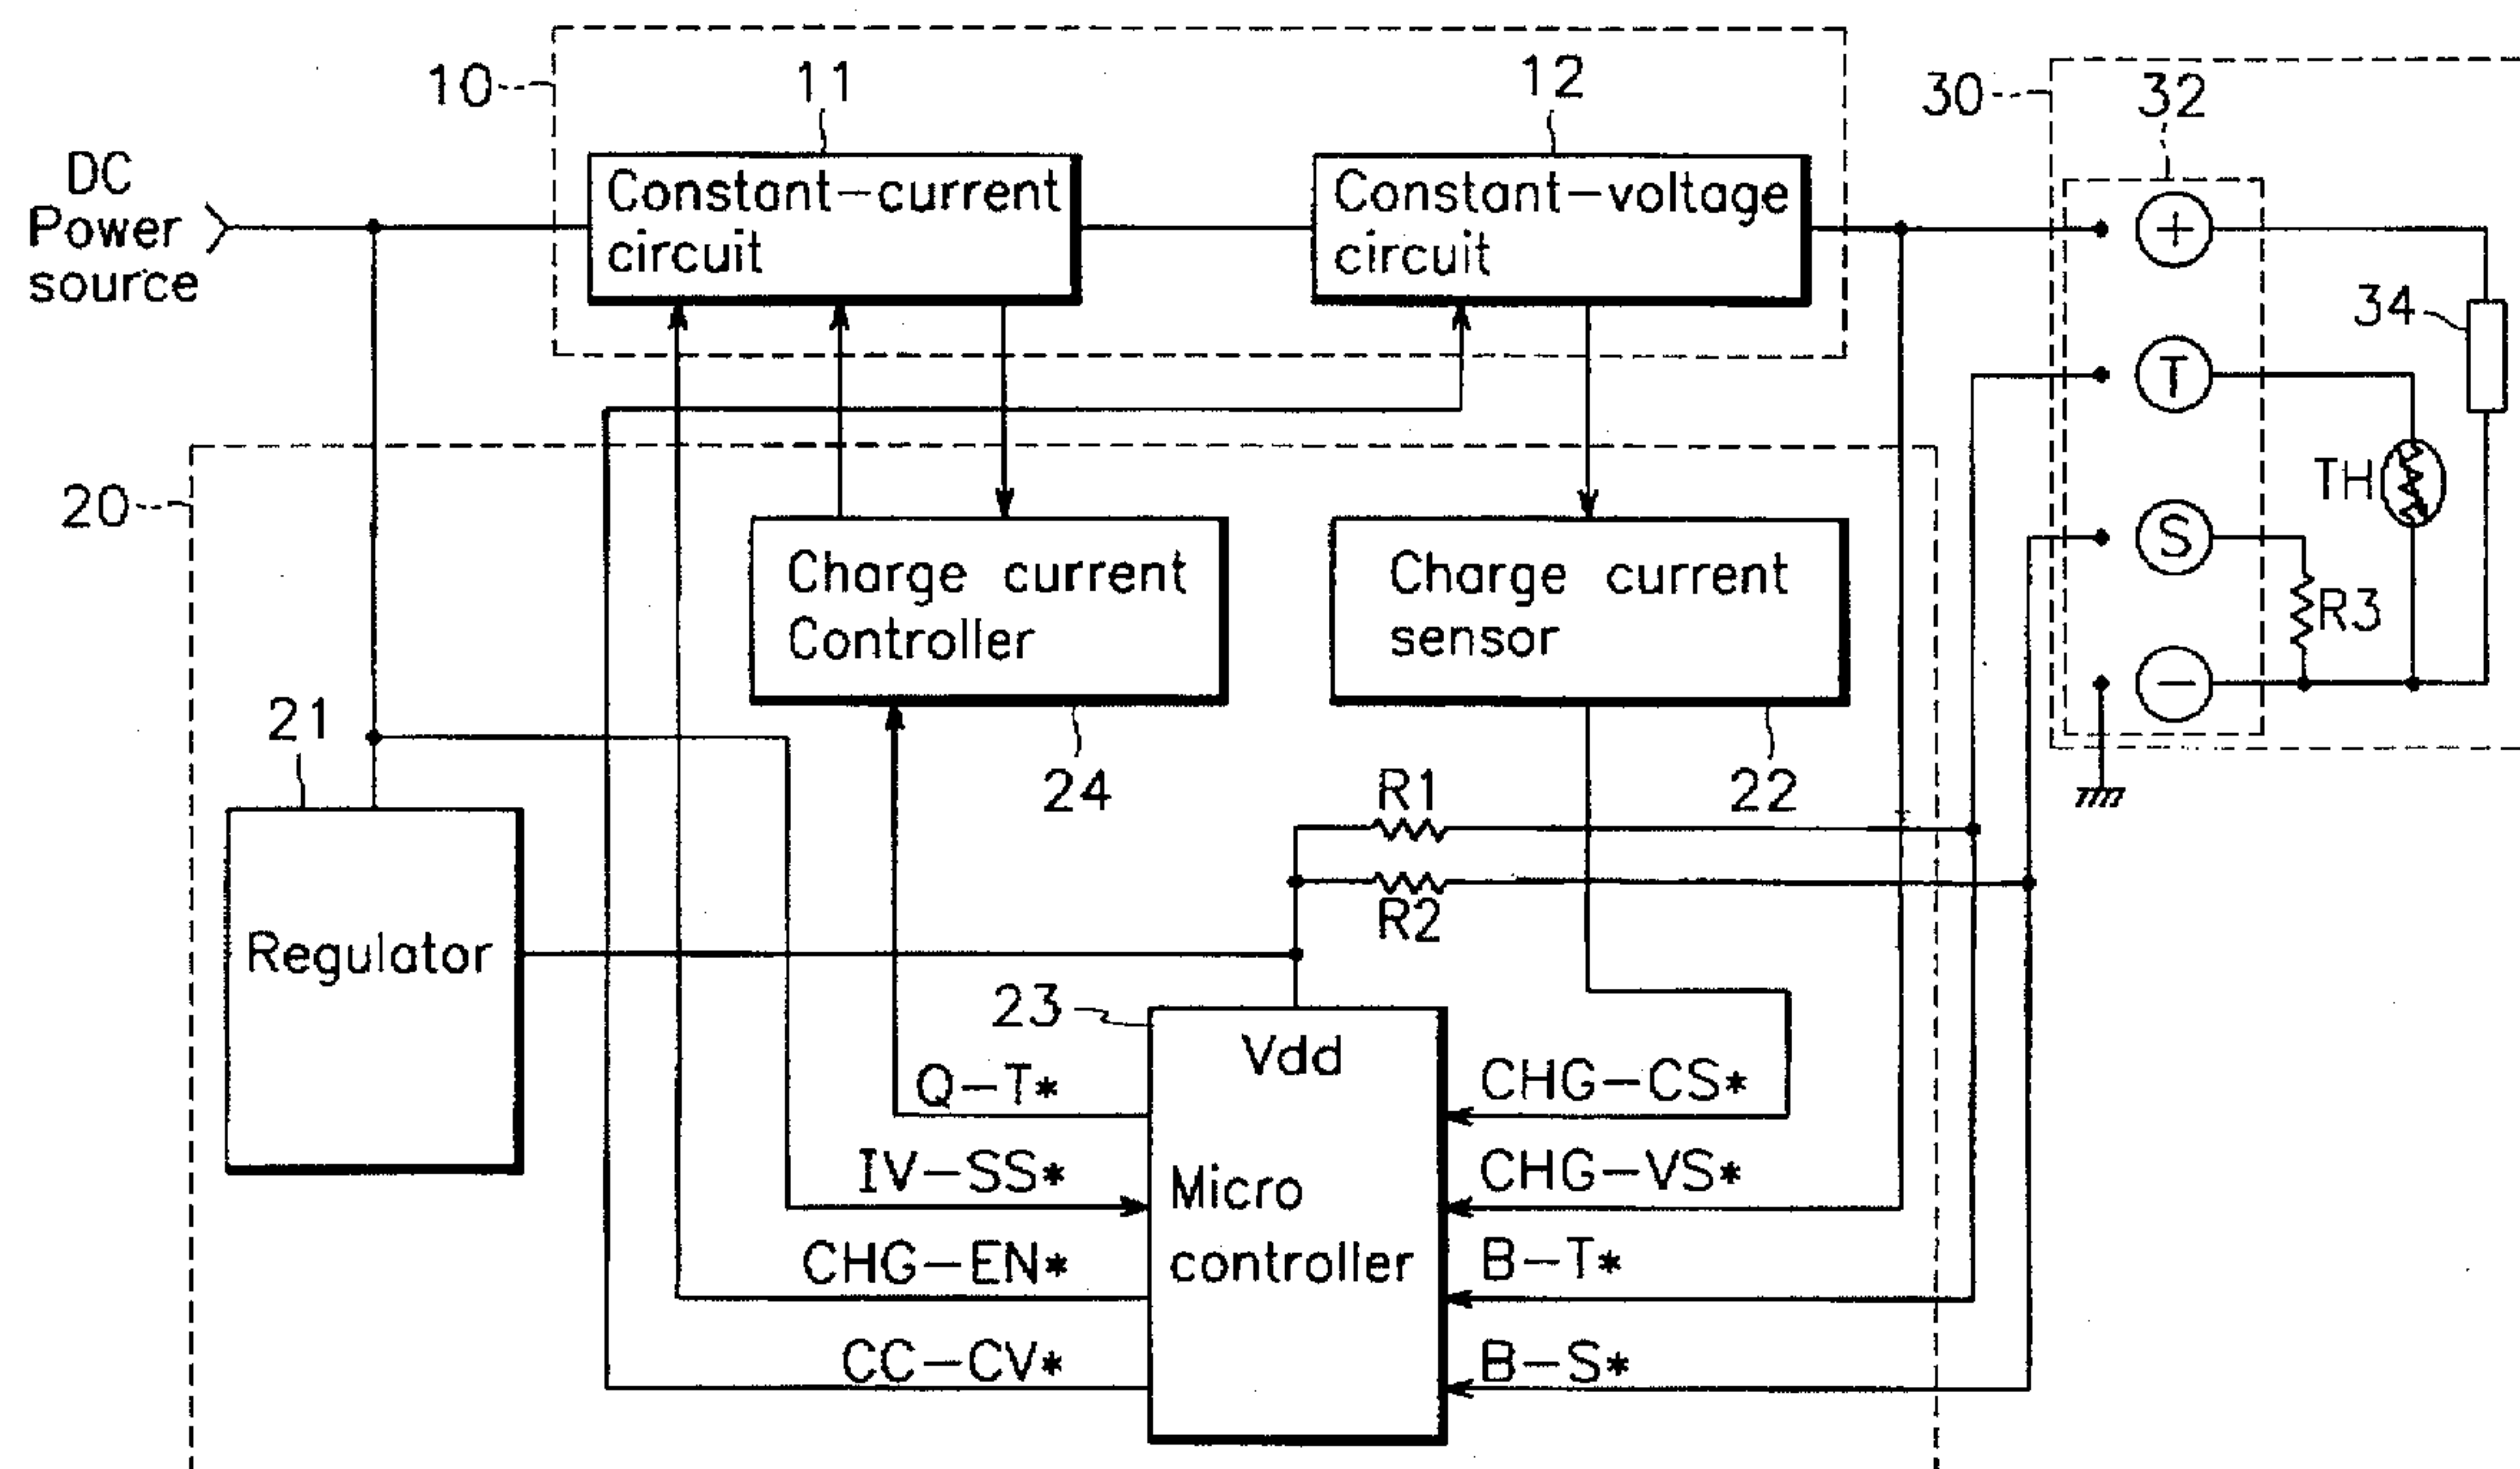 10
11
12
30
32
DC
Power
source
Constant-current
circuit
Constant-voltage
circuit
+
34
T
TH
20
S
R3
Charge current
Controller
Charge current
sensor
−
21
24
22
R1
R2
Regulator
23
Vdd
Q-T*
CHG-CS*
IV-SS*
CHG-VS*
Micro
controller
CHG-EN*
B-T*
CC-CV*
B-S*